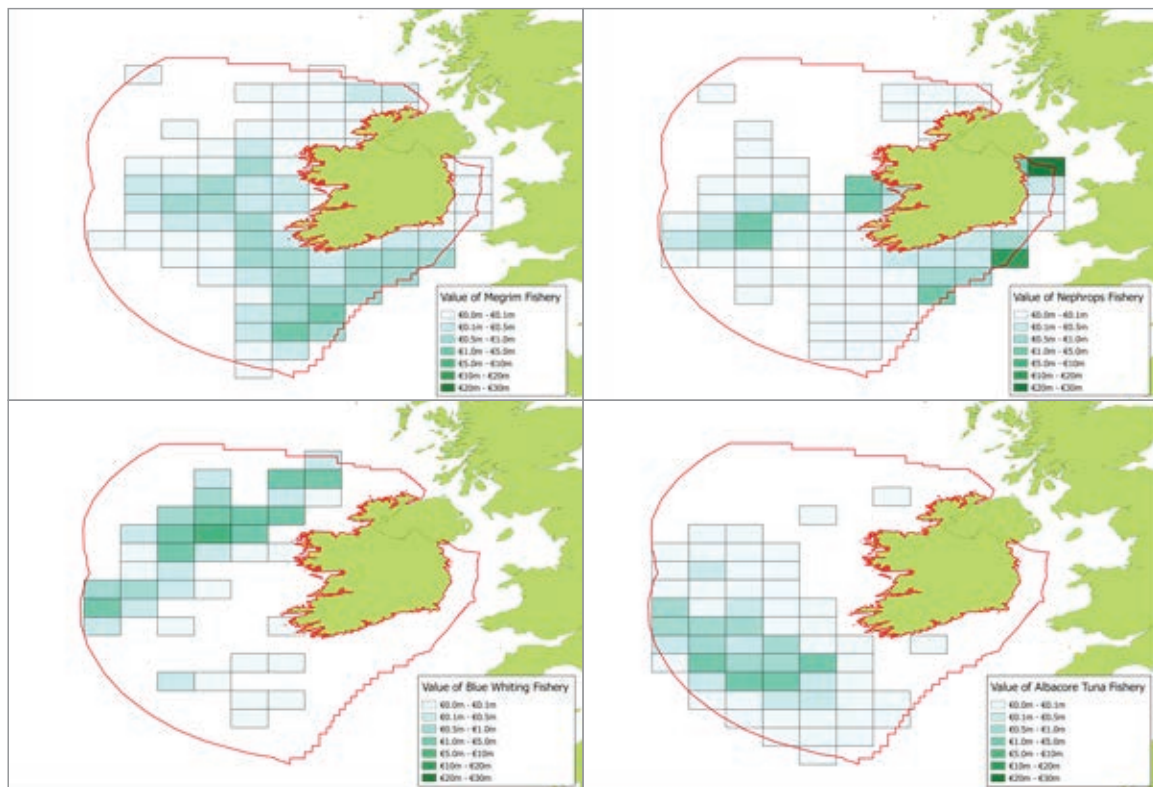 Value of Megrim Fishery
€0.0m - €0.1m
€0.1m - €0.5m
€0.5m - €1.0m
€1.0m - €5.0m
€5.0m - €10m
€10m - €20m
€20m - €30m
Value of Nephrops Fishery
€0.0m - €0.1m
€0.1m - €0.5m
€0.5m - €1.0m
€1.0m - €5.0m
€5.0m - €10m
€10m - €20m
€20m - €30m
Value of Blue Whiting Fishery
€0.0m - €0.1m
€0.1m - €0.5m
€0.5m - €1.0m
€1.0m - €5.0m
€5.0m - €10m
€10m - €20m
€20m - €30m
Value of Albacore Tuna Fishery
€0.0m - €0.1m
€0.1m - €0.5m
€0.5m - €1.0m
€1.0m - €5.0m
€5.0m - €10m
€10m - €20m
€20m - €30m